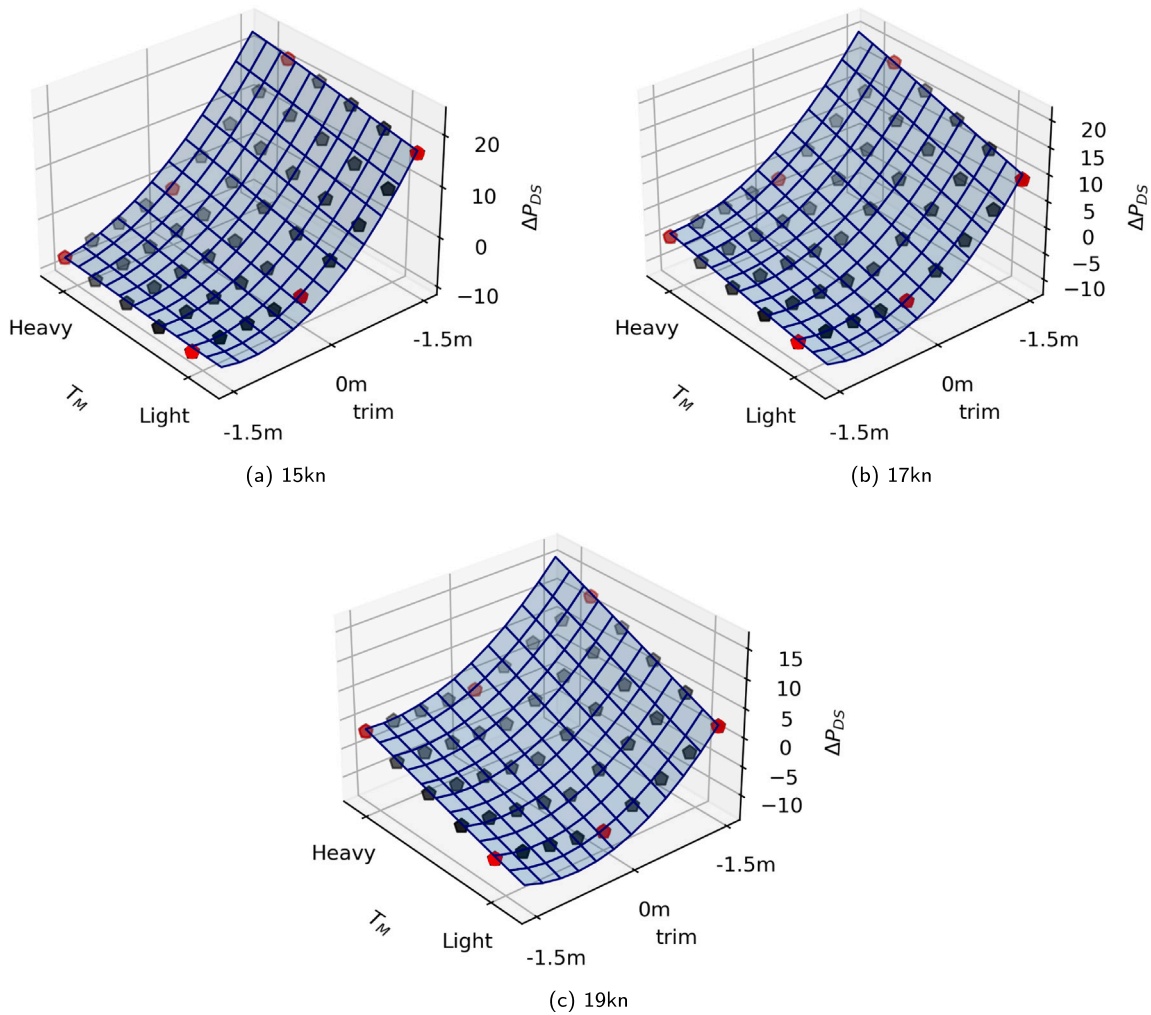 20
10
0
−10
ΔP_DS
Heavy
T_M
Light
-1.5m
0m
trim
-1.5m
(a) 15kn
20
15
10
5
0
−5
−10
ΔP_DS
Heavy
T_M
Light
-1.5m
0m
trim
-1.5m
(b) 17kn
15
10
5
0
−5
−10
ΔP_DS
Heavy
T_M
Light
-1.5m
0m
trim
-1.5m
(c) 19kn